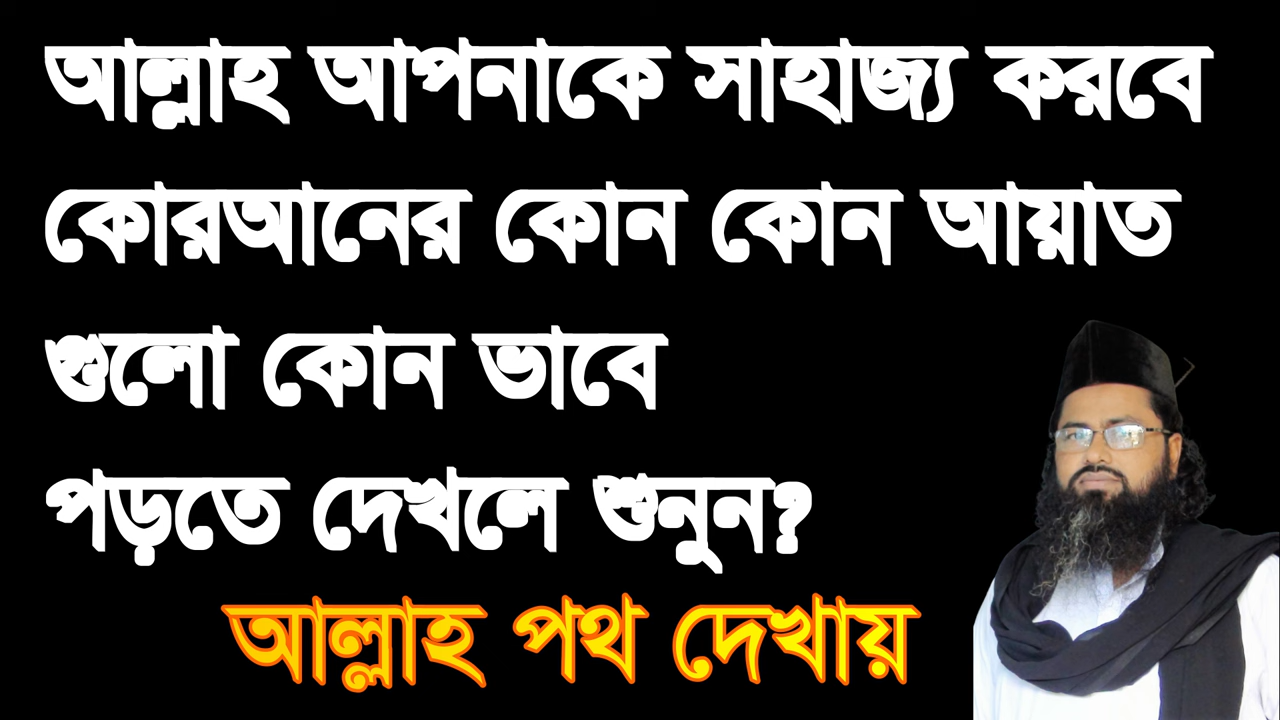 আল্লাহ আপনাকে সাহাজ্য করবে
কোরআনের কোন কোন আয়াত
গুলো কোন ভাবে
পড়তে দেখলে শুনুন?
আল্লাহ পথ দেখায়